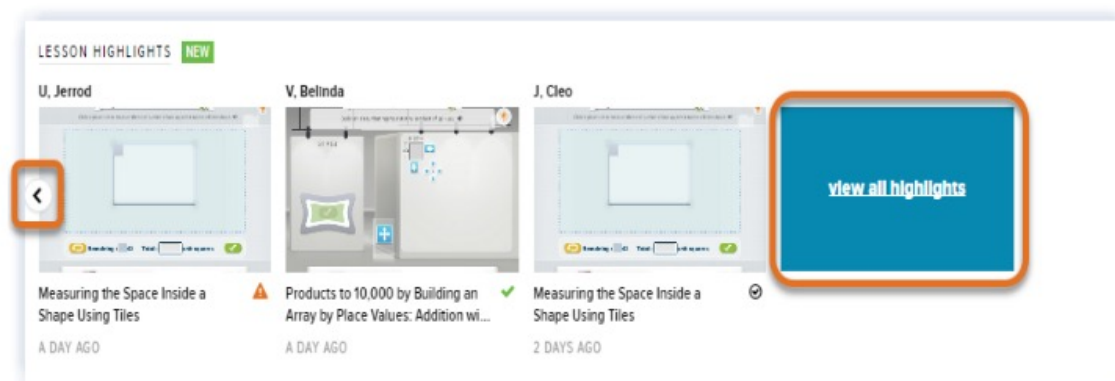 LESSON HIGHLIGHTS NEW
U, Jerrod
V, Belinda
J, Cleo
view all highlights
Measuring the Space Inside a
Shape Using Tiles
A DAY AGO
Products to 10,000 by Building an
Array by Place Values: Addition wi...
A DAY AGO
Measuring the Space Inside a
Shape Using Tiles
2 DAYS AGO